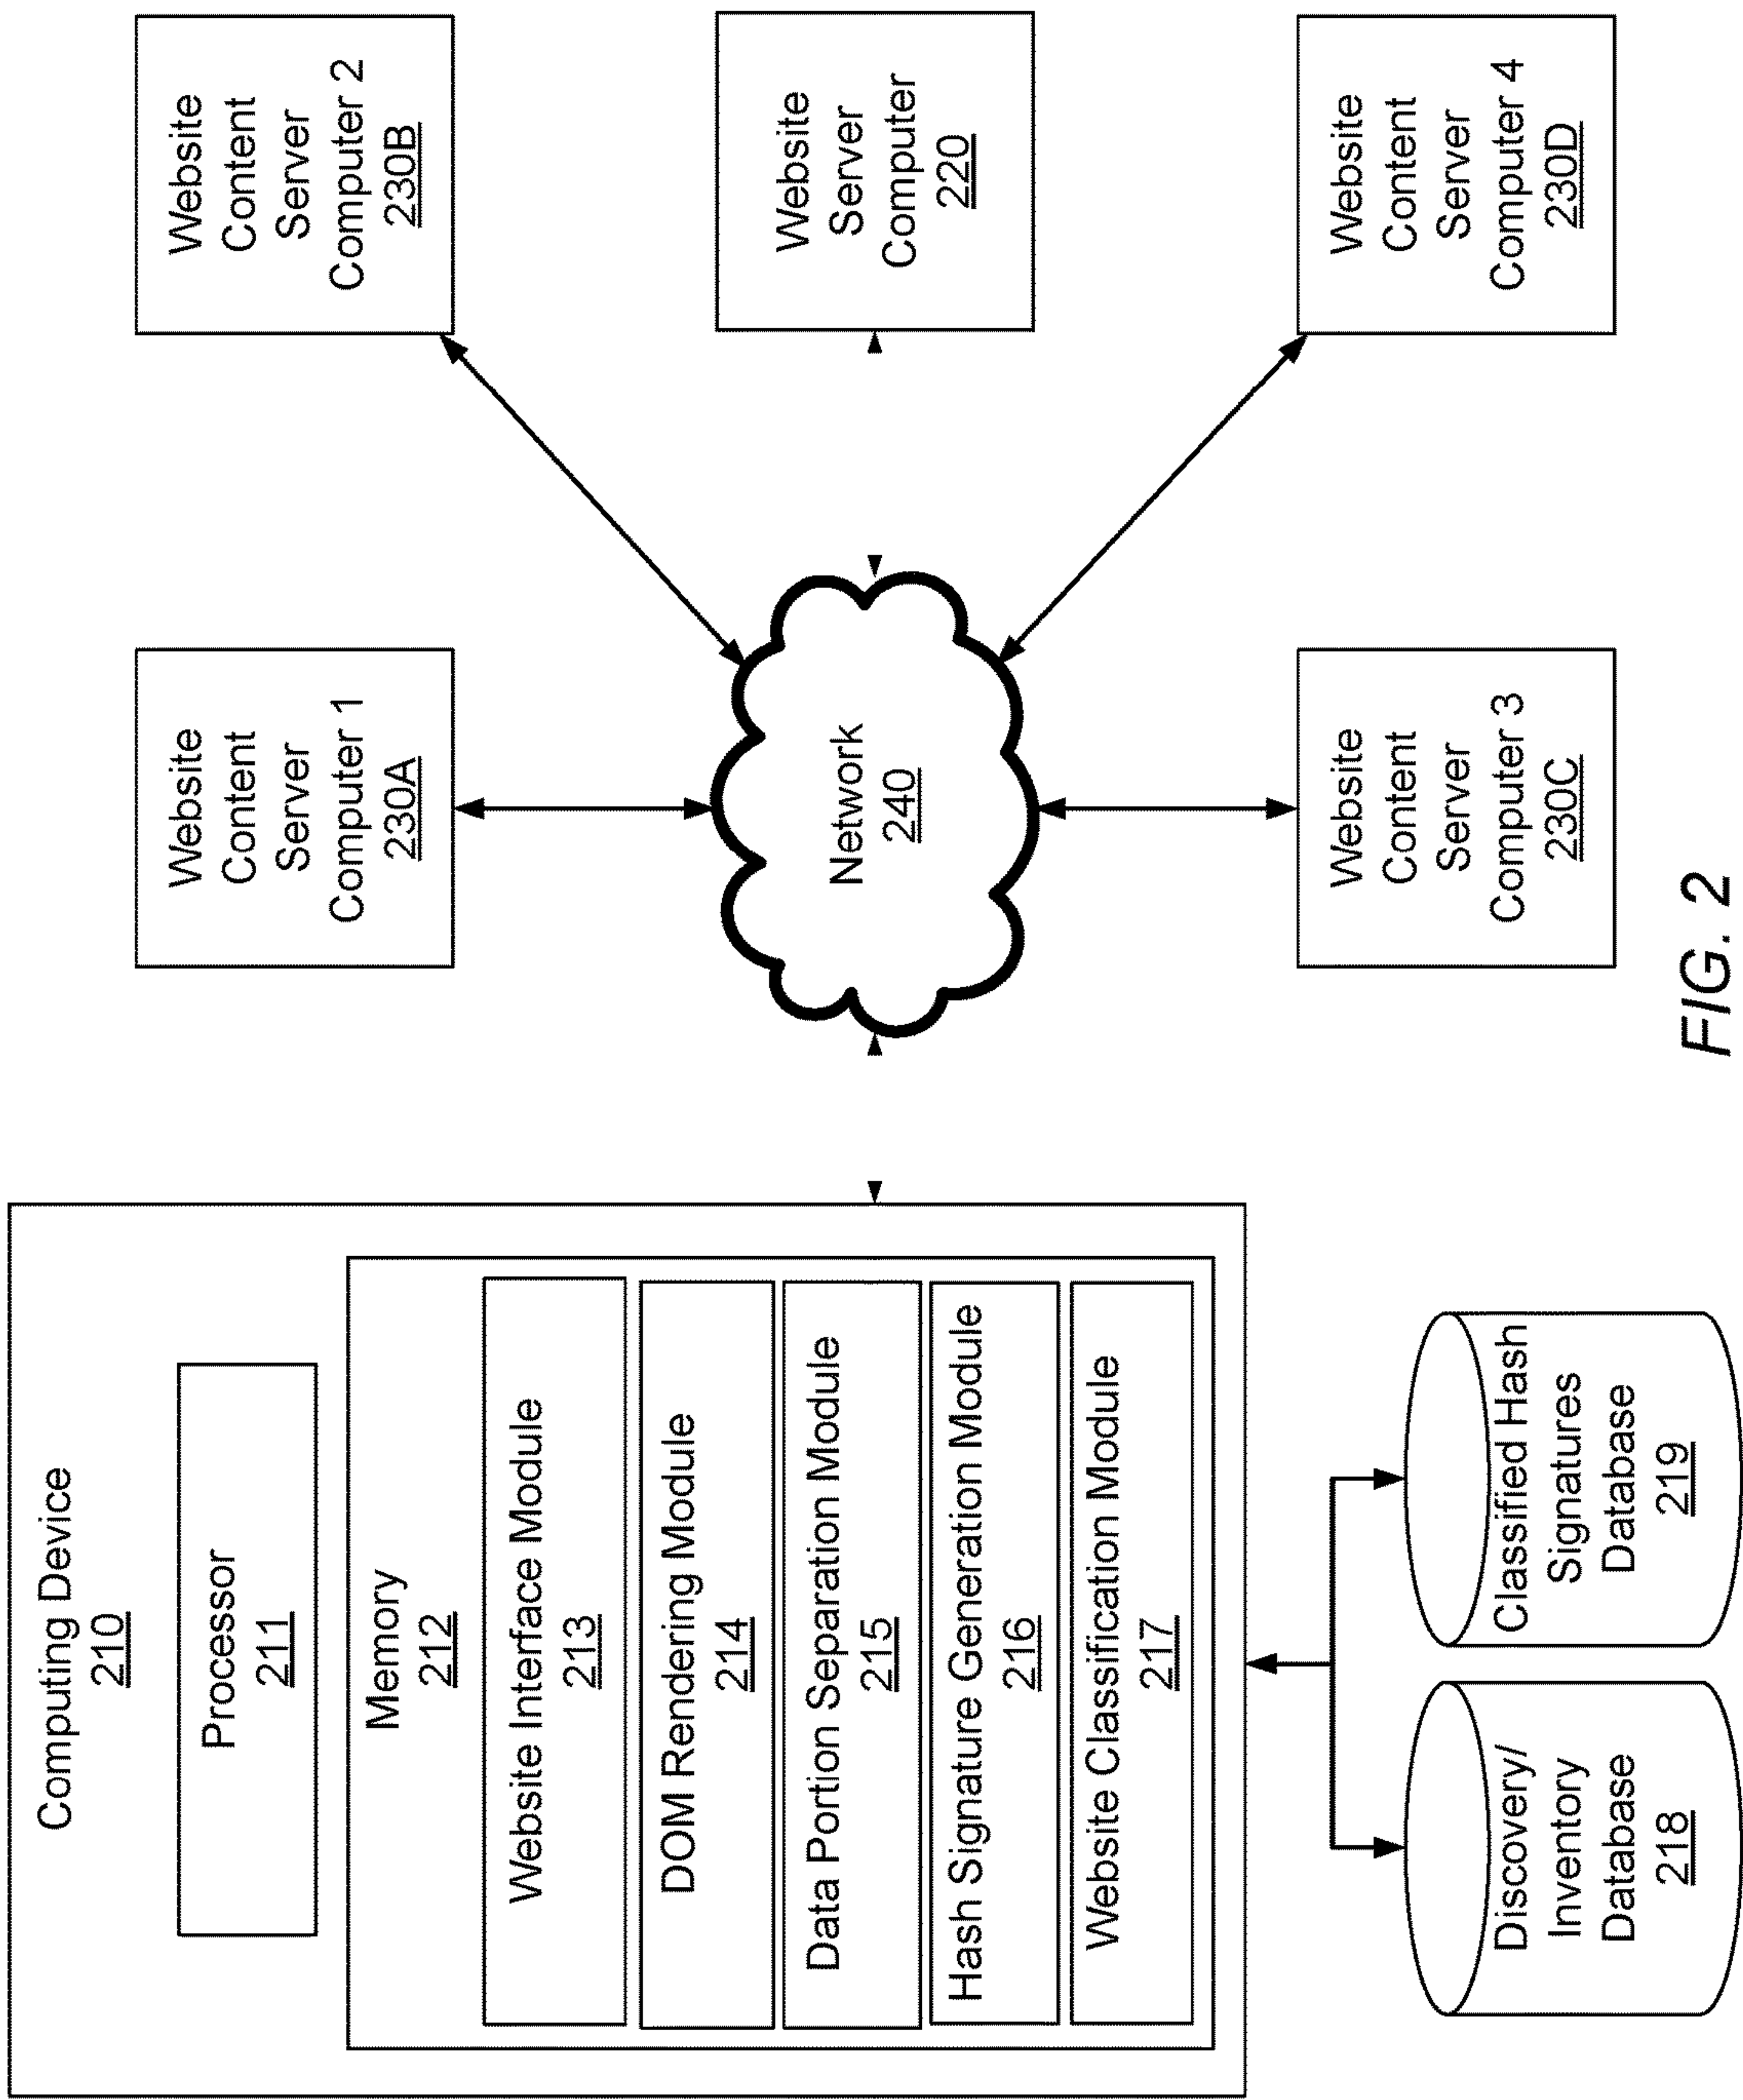 Computing Device
210
Processor
211
Memory
212
Website Interface Module
213
DOM Rendering Module
214
Data Portion Separation Module
215
Hash Signature Generation Module
216
Website Classification Module
217
Discovery/
Inventory
Database
218
Classified Hash
Signatures
Database
219
Website
Content
Server
Computer 1
230A
Website
Content
Server
Computer 2
230B
Network
240
Website
Server
Computer
220
Website
Content
Server
Computer 3
230C
Website
Content
Server
Computer 4
230D
FIG. 2